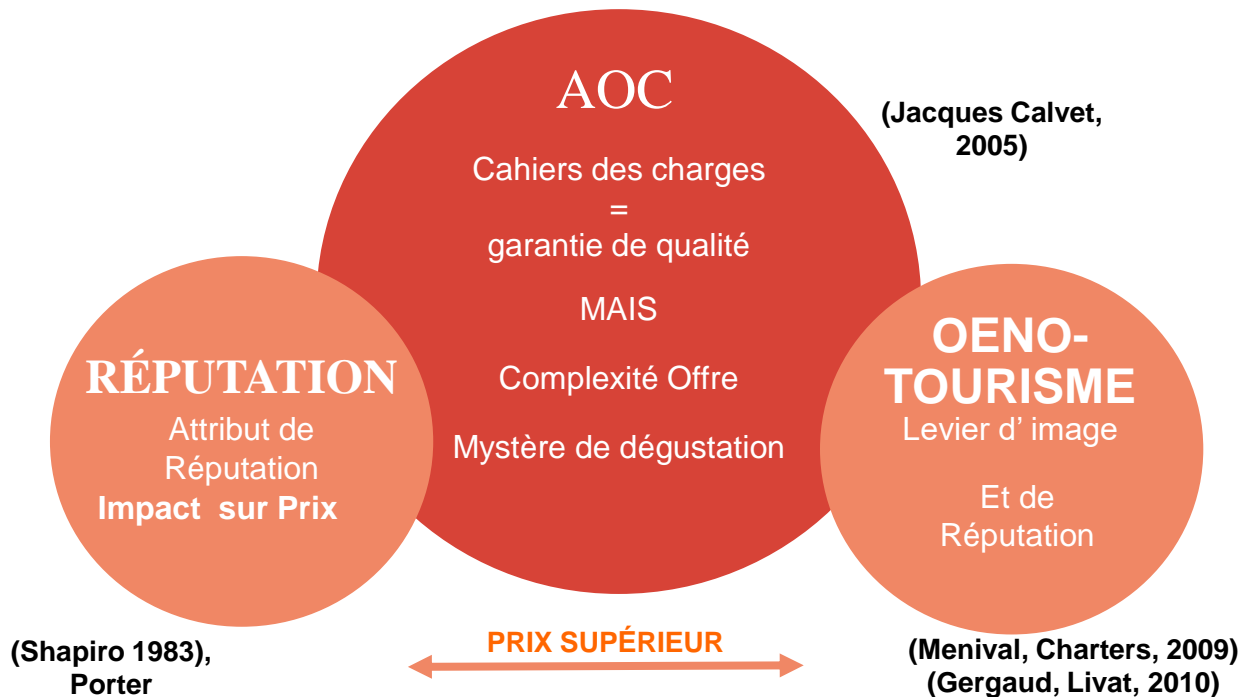 AOC
Cahiers des charges
=
garantie de qualité
MAIS
Complexité Offre
Mystère de dégustation
(Jacques Calvet,
2005)
RÉPUTATION
Attribut de
Réputation
Impact sur Prix
OENO-
TOURISME
Levier d’ image
Et de
Réputation
(Shapiro 1983),
Porter
PRIX SUPÉRIEUR
(Menival, Charters, 2009)
(Gergaud, Livat, 2010)